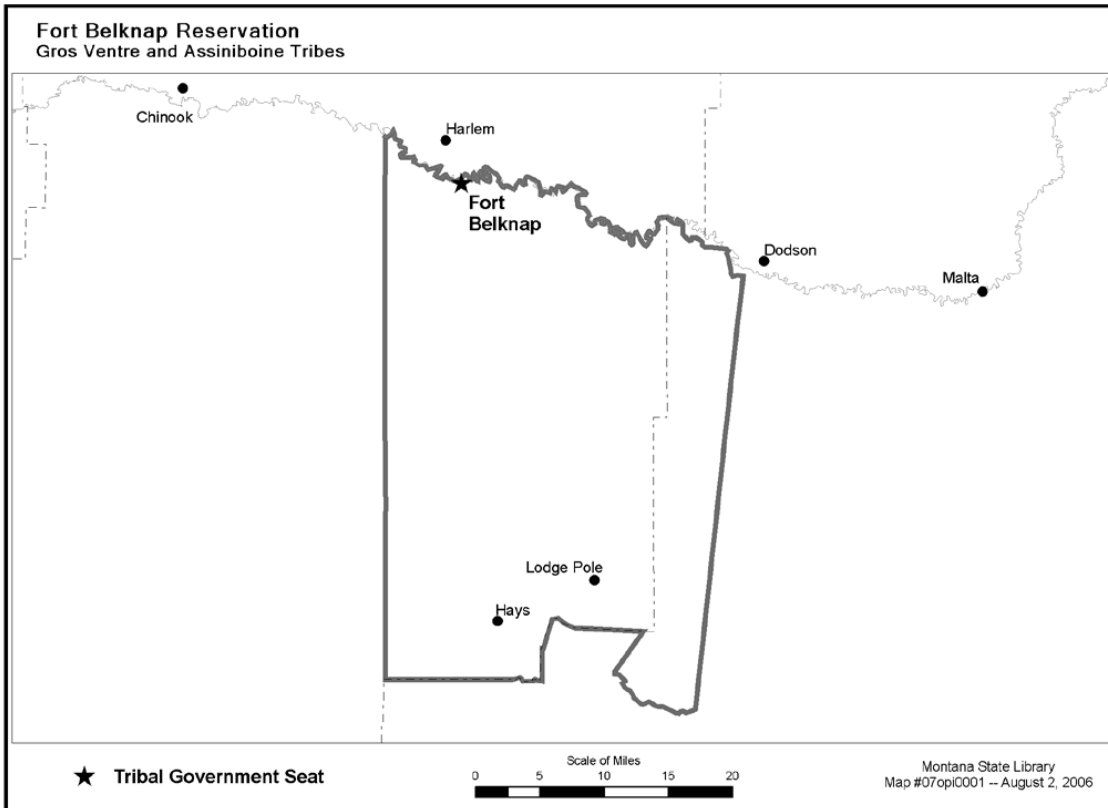 Fort Belknap Reservation
Gros Ventre and Assiniboine Tribes
Chinook
Harlem
Fort
Belknap
Dodson
Malta
Lodge Pole
Hays
★ Tribal Government Seat
Scale of Miles
0 5 10 15 20
Montana State Library
Map #07opi0001 -- August 2, 2006